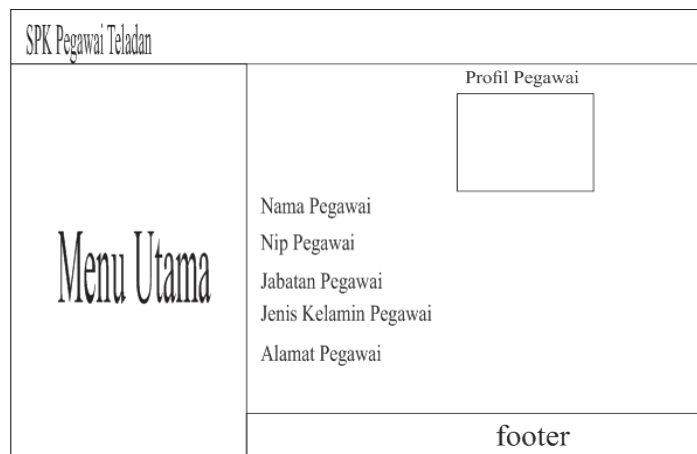 SPK Pegawai Teladan
Menu Utama
Profil Pegawai
Nama Pegawai
Nip Pegawai
Jabatan Pegawai
Jenis Kelamin Pegawai
Alamat Pegawai
footer